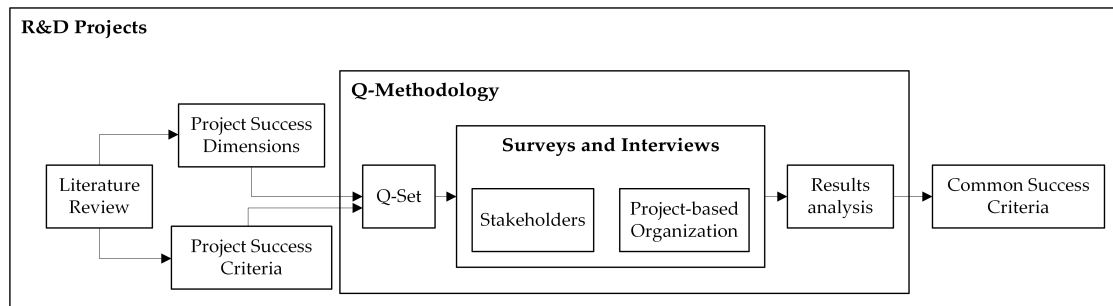 R&D Projects
Q-Methodology
Project Success
Dimensions
Surveys and Interviews
Literature
Review
Q-Set
Stakeholders
Project-based
Organization
Results
analysis
Common Success
Criteria
Project Success
Criteria